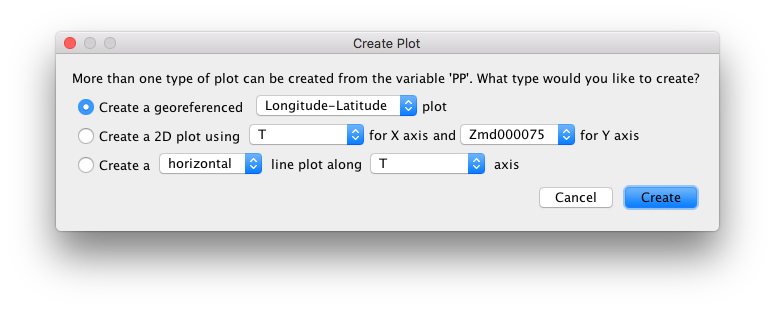 Create Plot
More than one type of plot can be created from the variable 'PP'. What type would you like to create?
Create a georeferenced Longitude-Latitude plot
Create a 2D plot using T for X axis and Zmd000075 for Y axis
Create a horizontal line plot along T axis
Cancel Create